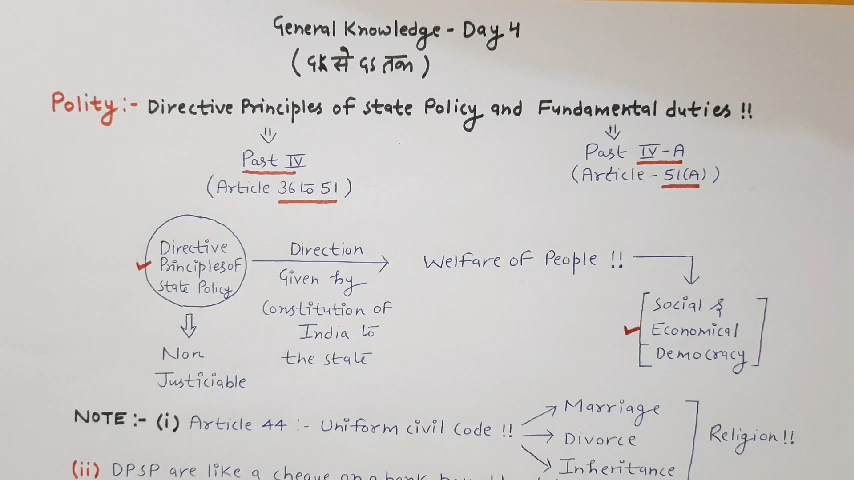 General Knowledge - Day 4
(GK से GS तक)
Polity :- Directive Principles of state Policy and Fundamental duties !!
Past IV
(Article 36 to 51)
Past IV-A
(Article - 51(A))
Directive
Principles of
state Policy
Direction
Given by
Constitution of
India to
the state
Welfare of People !!
Social &
Economical
Democracy
Non
Justiciable
NOTE :- (i) Article 44 :- Uniform civil code !!
Marriage
Divorce
Inheritance
Religion !!
(ii) DPSP are like a cheque on a bank